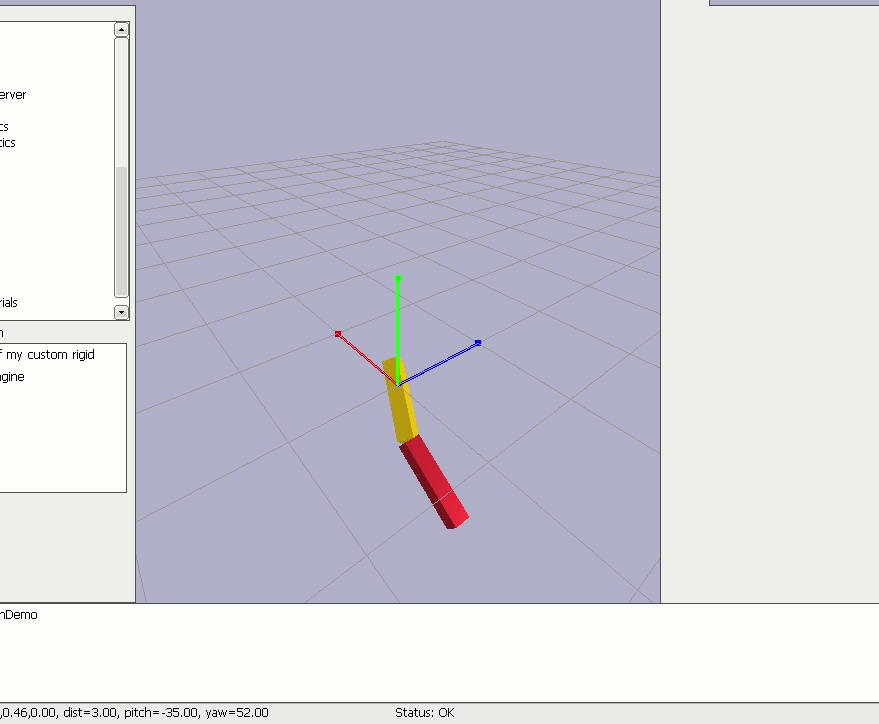 erver
cs
tics
rials
n
f my custom rigid
ngine
nDemo
,0.46,0.00, dist=3.00, pitch=-35.00, yaw=52.00
Status: OK